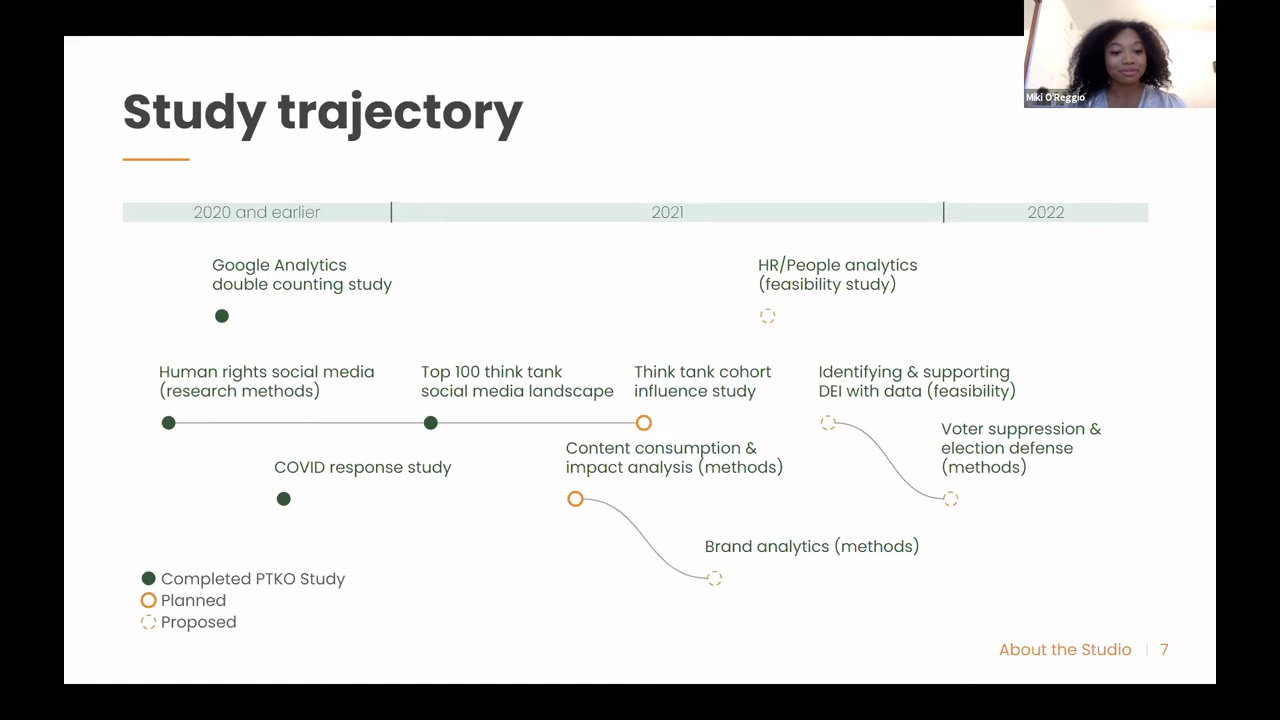 Miki O'Reggio
Study trajectory
2020 and earlier
2021
2022
Google Analytics
double counting study
HR/People analytics
(feasibility study)
Human rights social media
(research methods)
Top 100 think tank
social media landscape
Think tank cohort
influence study
Identifying & supporting
DEI with data (feasibility)
Voter suppression &
election defense
(methods)
COVID response study
Content consumption &
impact analysis (methods)
Brand analytics (methods)
Completed PTKO Study
Planned
Proposed
About the Studio | 7